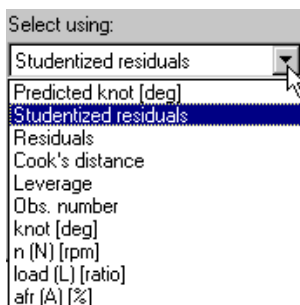 Select using:
Studentized residuals
Predicted knot [deg]
Studentized residuals
Residuals
Cook's distance
Leverage
Obs. number
knot [deg]
n (N) [rpm]
load (L) [ratio]
afr (A) [%]